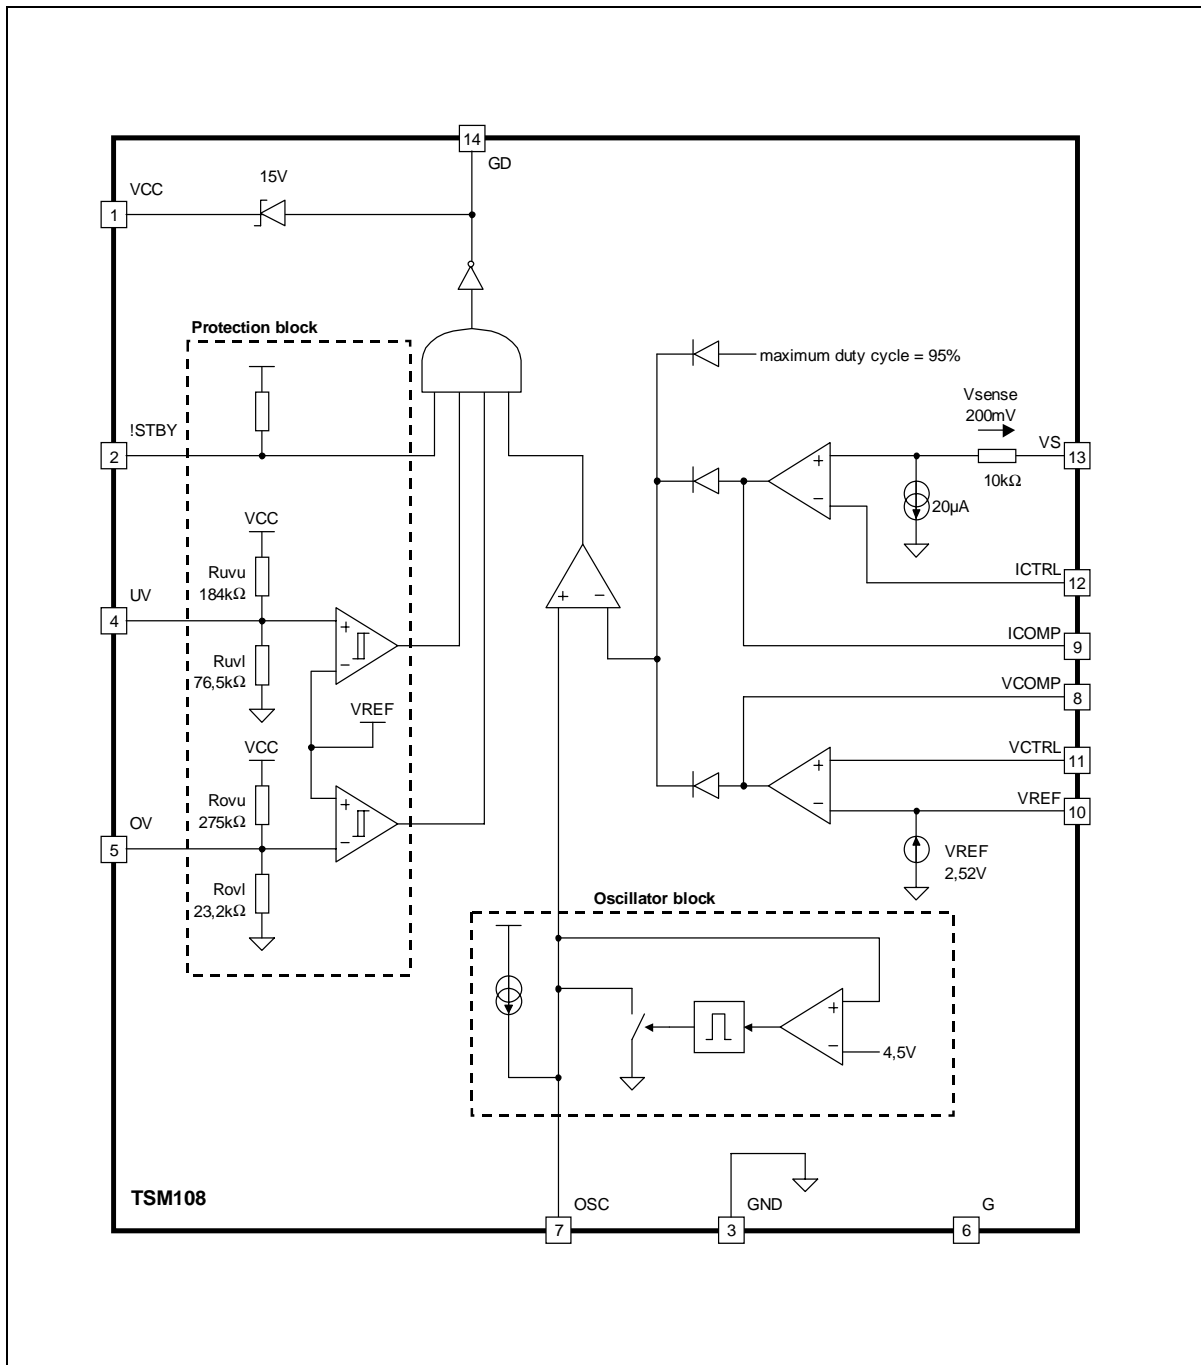 14
GD
15V
VCC
1
Protection block
maximum duty cycle = 95%
Vsense
200mV
!STBY
VS
2
+
13
10kΩ
−
20µA
VCC
Ruvu
184kΩ
ICTRL
12
UV
+ −
4
+
ICOMP
9
Ruvl
76,5kΩ
−
VCOMP
8
VREF
VCC
VCTRL
11
+
Rovu
275kΩ
+
−
VREF
10
OV
5
−
VREF
2,52V
Rovl
23,2kΩ
Oscillator block
+
−
4,5V
TSM108
OSC
GND
G
7
3
6